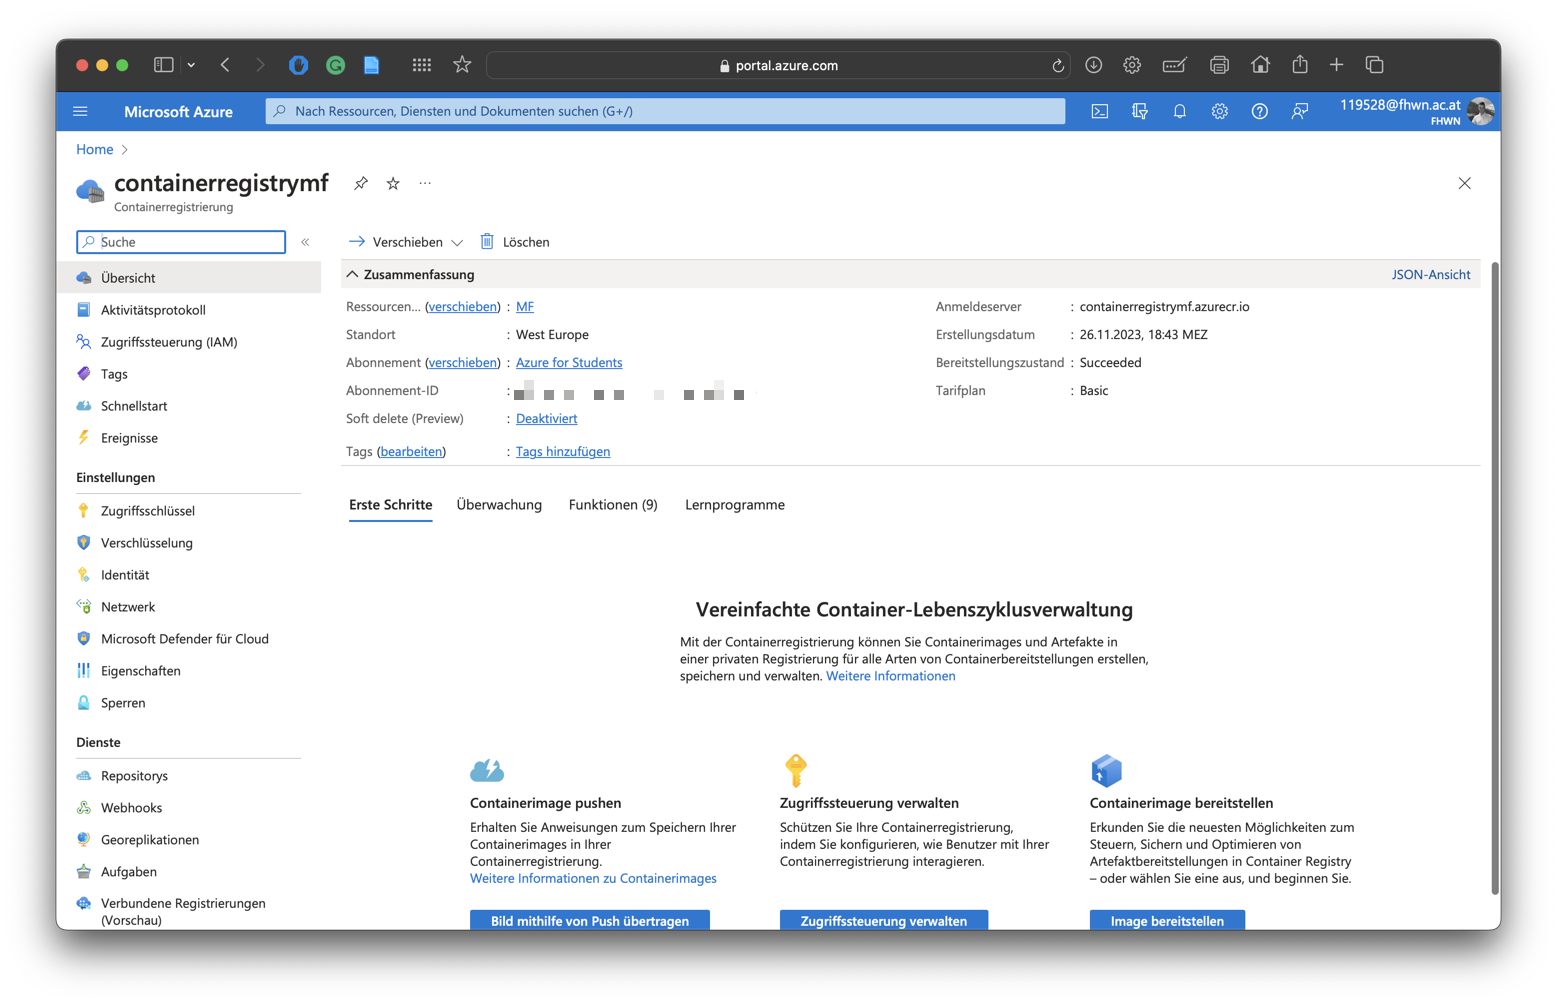 portal.azure.com
Microsoft Azure
Nach Ressourcen, Diensten und Dokumenten suchen (G+/)
119528@fhwn.ac.at
FHWN
Home
containerregistrymf
Containerregistrierung
Suche
Übersicht
Aktivitätsprotokoll
Zugriffssteuerung (IAM)
Tags
Schnellstart
Ereignisse
Einstellungen
Zugriffsschlüssel
Verschlüsselung
Identität
Netzwerk
Microsoft Defender für Cloud
Eigenschaften
Sperren
Dienste
Repositorys
Webhooks
Georeplikationen
Aufgaben
Verbundene Registrierungen
(Vorschau)
Verschieben
Löschen
Zusammenfassung
JSON-Ansicht
Ressourcen... (verschieben) : MF
Standort : West Europe
Abonnement (verschieben) : Azure for Students
Abonnement-ID :
Soft delete (Preview) : Deaktiviert
Tags (bearbeiten) : Tags hinzufügen
Anmeldeserver : containerregistrymf.azurecr.io
Erstellungsdatum : 26.11.2023, 18:43 MEZ
Bereitstellungszustand : Succeeded
Tarifplan : Basic
Erste Schritte
Überwachung
Funktionen (9)
Lernprogramme
Vereinfachte Container-Lebenszyklusverwaltung
Mit der Containerregistrierung können Sie Containerimages und Artefakte in
einer privaten Registrierung für alle Arten von Containerbereitstellungen erstellen,
speichern und verwalten. Weitere Informationen
Containerimage pushen
Erhalten Sie Anweisungen zum Speichern Ihrer
Containerimages in Ihrer
Containerregistrierung.
Weitere Informationen zu Containerimages
Bild mithilfe von Push übertragen
Zugriffssteuerung verwalten
Schützen Sie Ihre Containerregistrierung,
indem Sie konfigurieren, wie Benutzer mit Ihrer
Containerregistrierung interagieren.
Zugriffssteuerung verwalten
Containerimage bereitstellen
Erkunden Sie die neuesten Möglichkeiten zum
Steuern, Sichern und Optimieren von
Artefaktbereitstellungen in Container Registry
– oder wählen Sie eine aus, und beginnen Sie.
Image bereitstellen